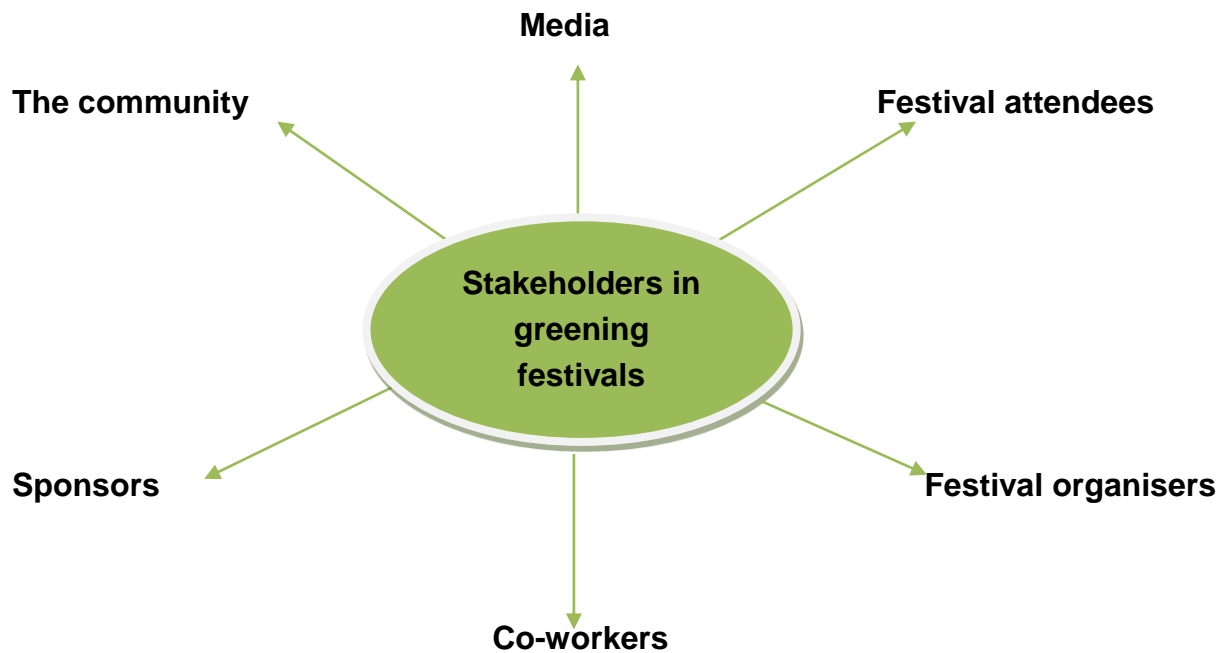 Media
The community
Festival attendees
Stakeholders in
greening
festivals
Sponsors
Festival organisers
Co-workers